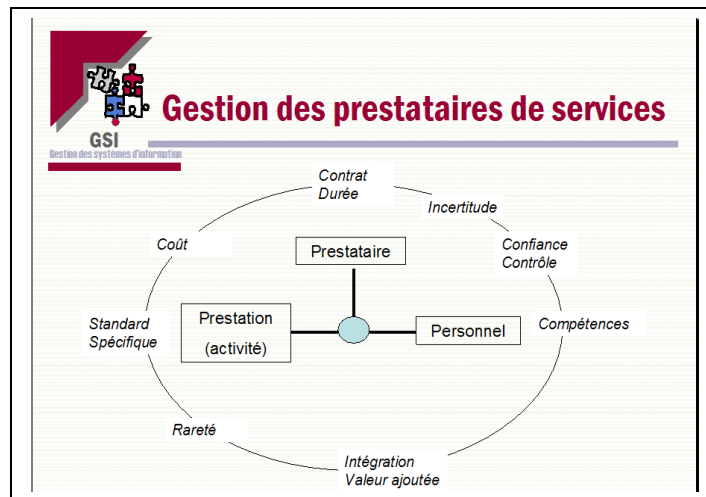 Gestion des prestataires de services
GSI
Gestion des systèmes d'information
Contrat
Durée
Incertitude
Coût
Confiance
Contrôle
Prestataire
Standard
Spécifique
Prestation
(activité)
Personnel
Compétences
Rareté
Intégration
Valeur ajoutée